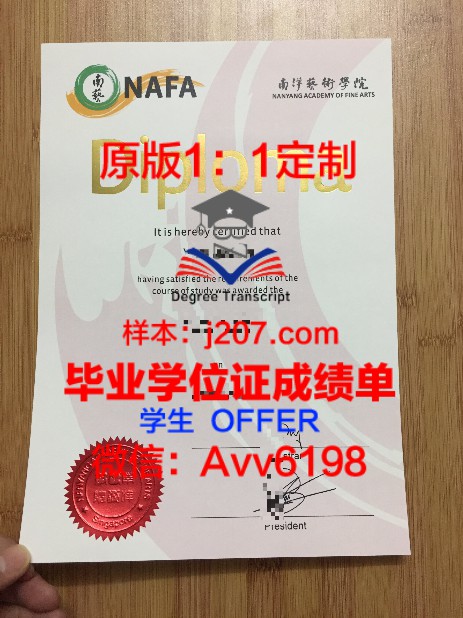 南藝 NAFA
南洋藝術學院
NANYANG ACADEMY OF FINE ARTS
Diploma
原版1：1定制
It is hereby certified that
having satisfied the requirements of the
course of study was awarded the
Degree Transcript
样本：j207.com
毕业学位证成绩单
学生 OFFER
微信：Avv6198
Singapore
President